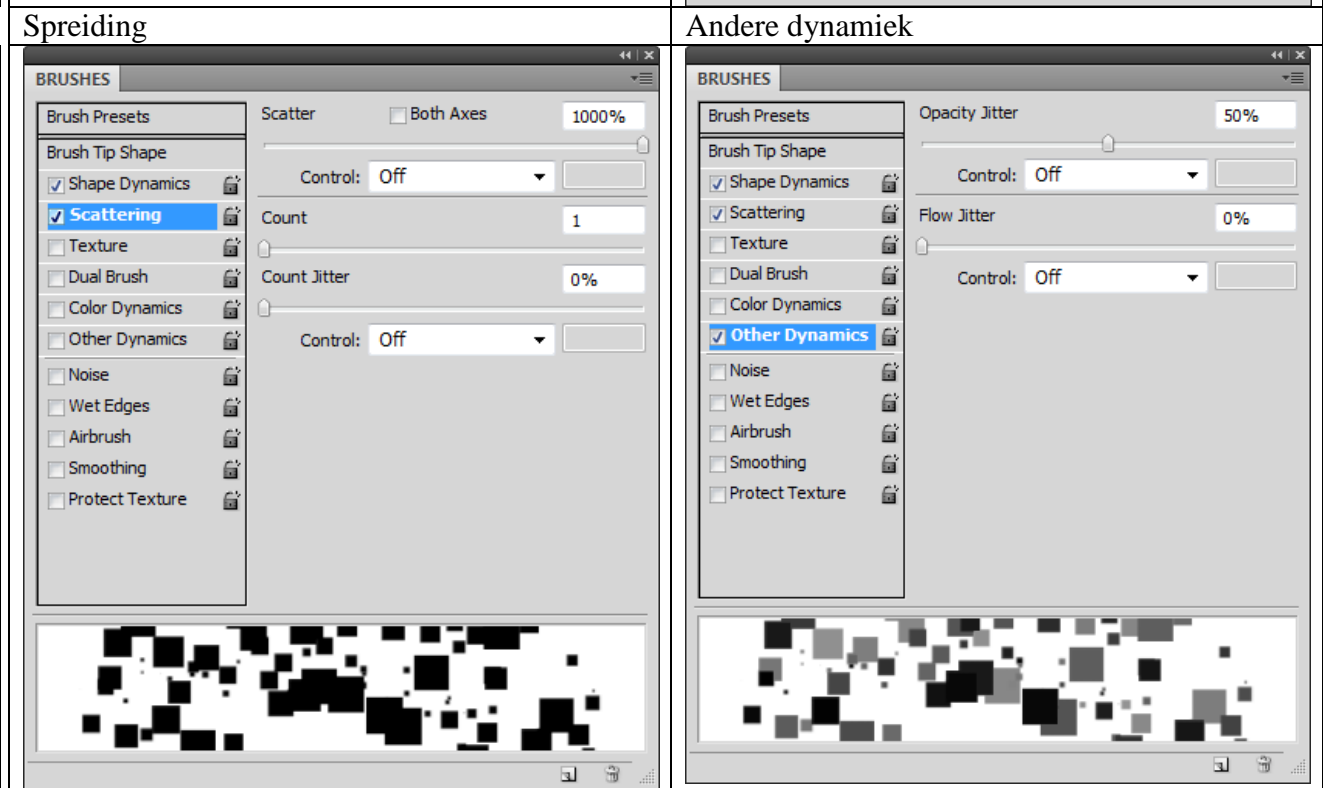 Spreiding
BRUSHES
Brush Presets
Brush Tip Shape
Shape Dynamics
Scattering
Texture
Dual Brush
Color Dynamics
Other Dynamics
Noise
Wet Edges
Airbrush
Smoothing
Protect Texture
Scatter Both Axes 1000%
Control: Off
Count 1
Count Jitter 0%
Control: Off
Andere dynamiek
BRUSHES
Brush Presets
Brush Tip Shape
Shape Dynamics
Scattering
Texture
Dual Brush
Color Dynamics
Other Dynamics
Noise
Wet Edges
Airbrush
Smoothing
Protect Texture
Opacity Jitter 50%
Control: Off
Flow Jitter 0%
Control: Off